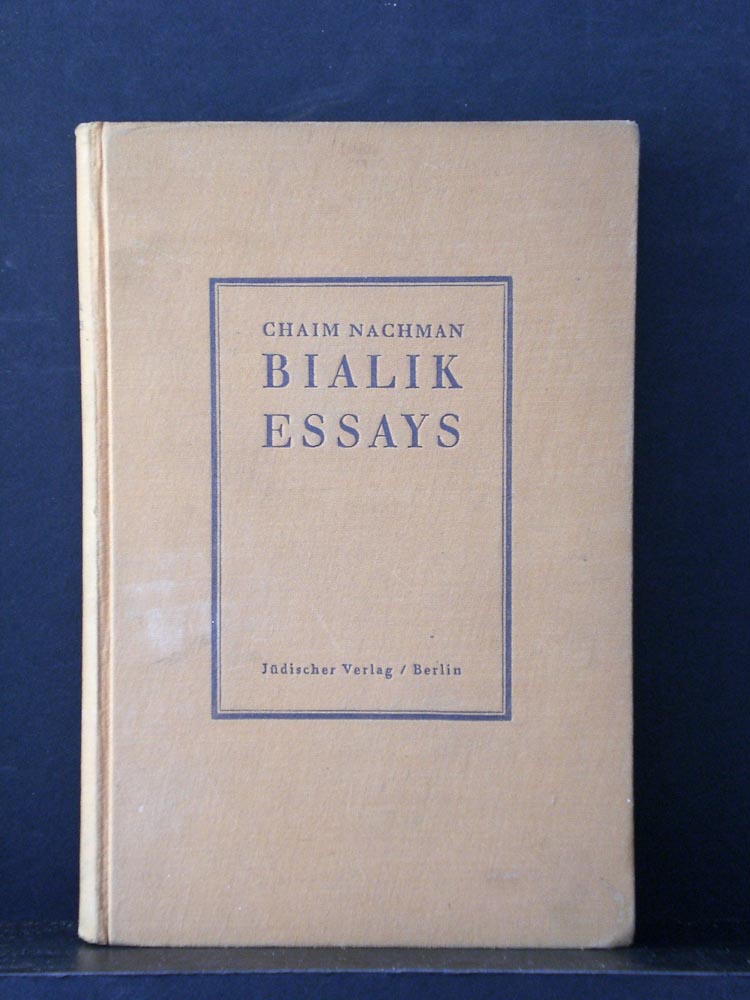 CHAIM NACHMAN
BIALIK
ESSAYS
Jüdischer Verlag / Berlin